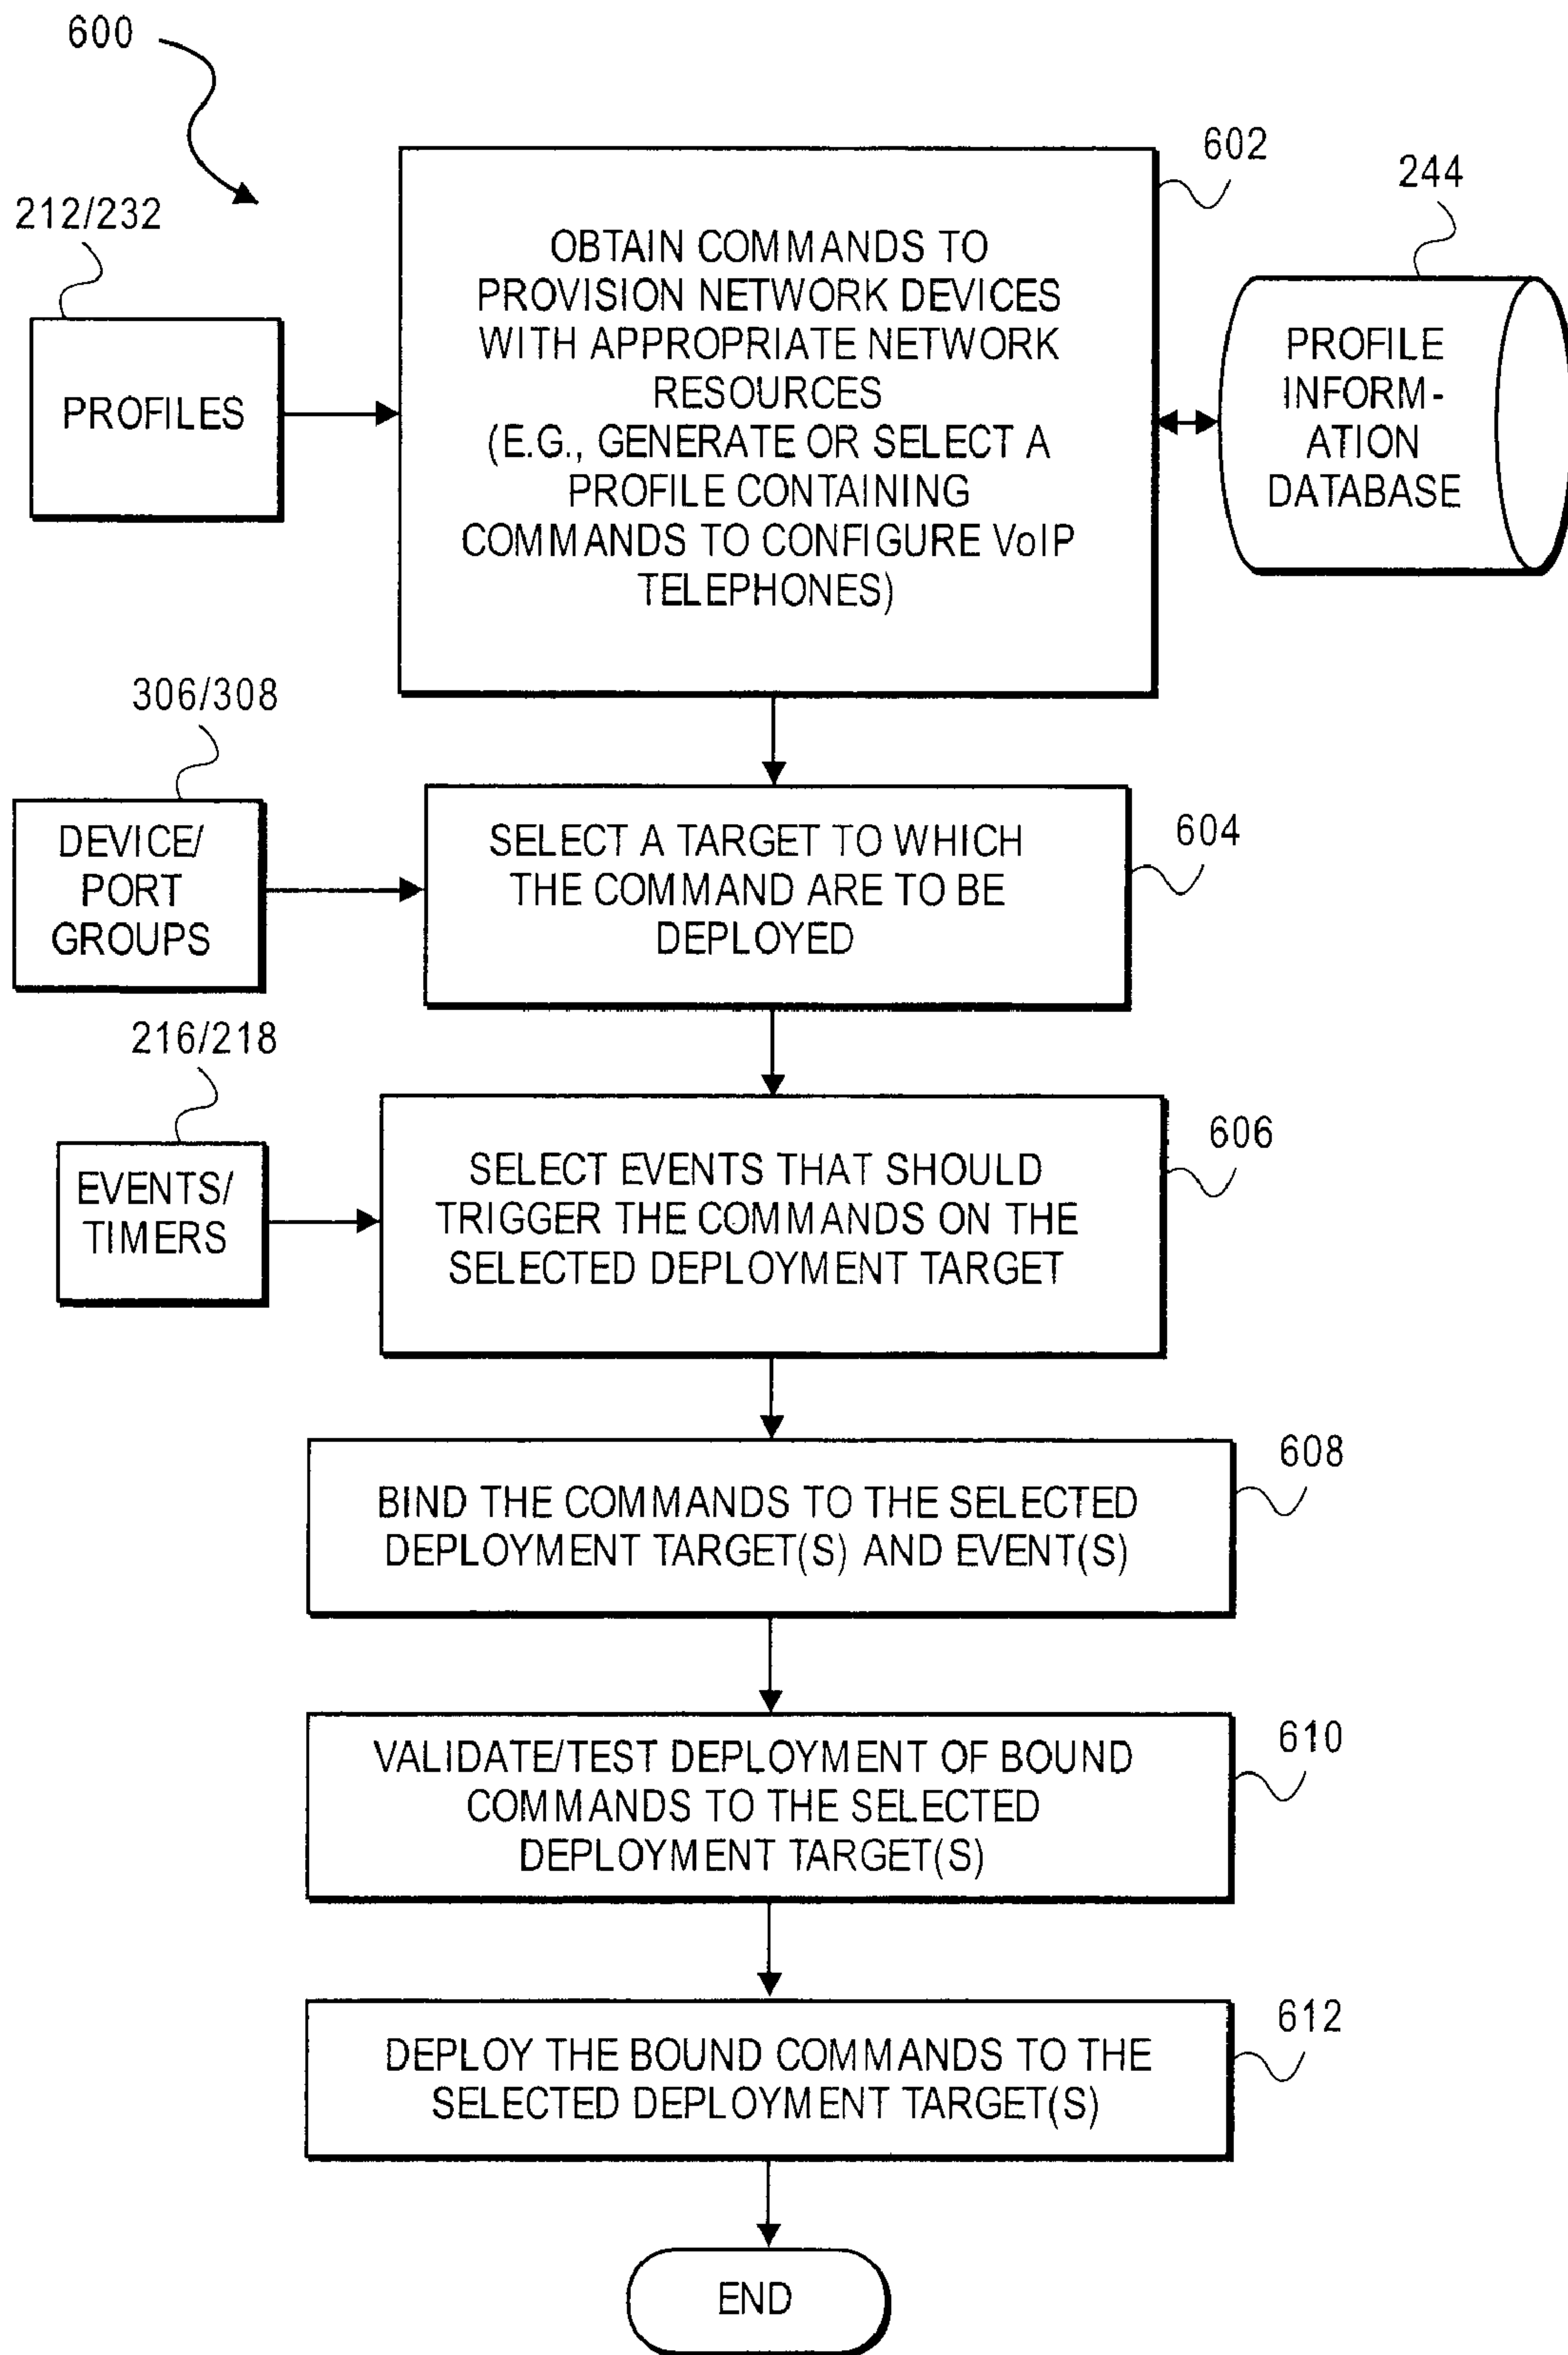 600
602
244
212/232
OBTAIN COMMANDS TO
PROVISION NETWORK DEVICES
WITH APPROPRIATE NETWORK
RESOURCES
(E.G., GENERATE OR SELECT A
PROFILE CONTAINING
COMMANDS TO CONFIGURE VoIP
TELEPHONES)
PROFILES
PROFILE
INFORM-
ATION
DATABASE
306/308
DEVICE/
PORT
GROUPS
604
SELECT A TARGET TO WHICH
THE COMMAND ARE TO BE
DEPLOYED
216/218
EVENTS/
TIMERS
606
SELECT EVENTS THAT SHOULD
TRIGGER THE COMMANDS ON THE
SELECTED DEPLOYMENT TARGET
608
BIND THE COMMANDS TO THE SELECTED
DEPLOYMENT TARGET(S) AND EVENT(S)
610
VALIDATE/TEST DEPLOYMENT OF BOUND
COMMANDS TO THE SELECTED
DEPLOYMENT TARGET(S)
612
DEPLOY THE BOUND COMMANDS TO THE
SELECTED DEPLOYMENT TARGET(S)
END